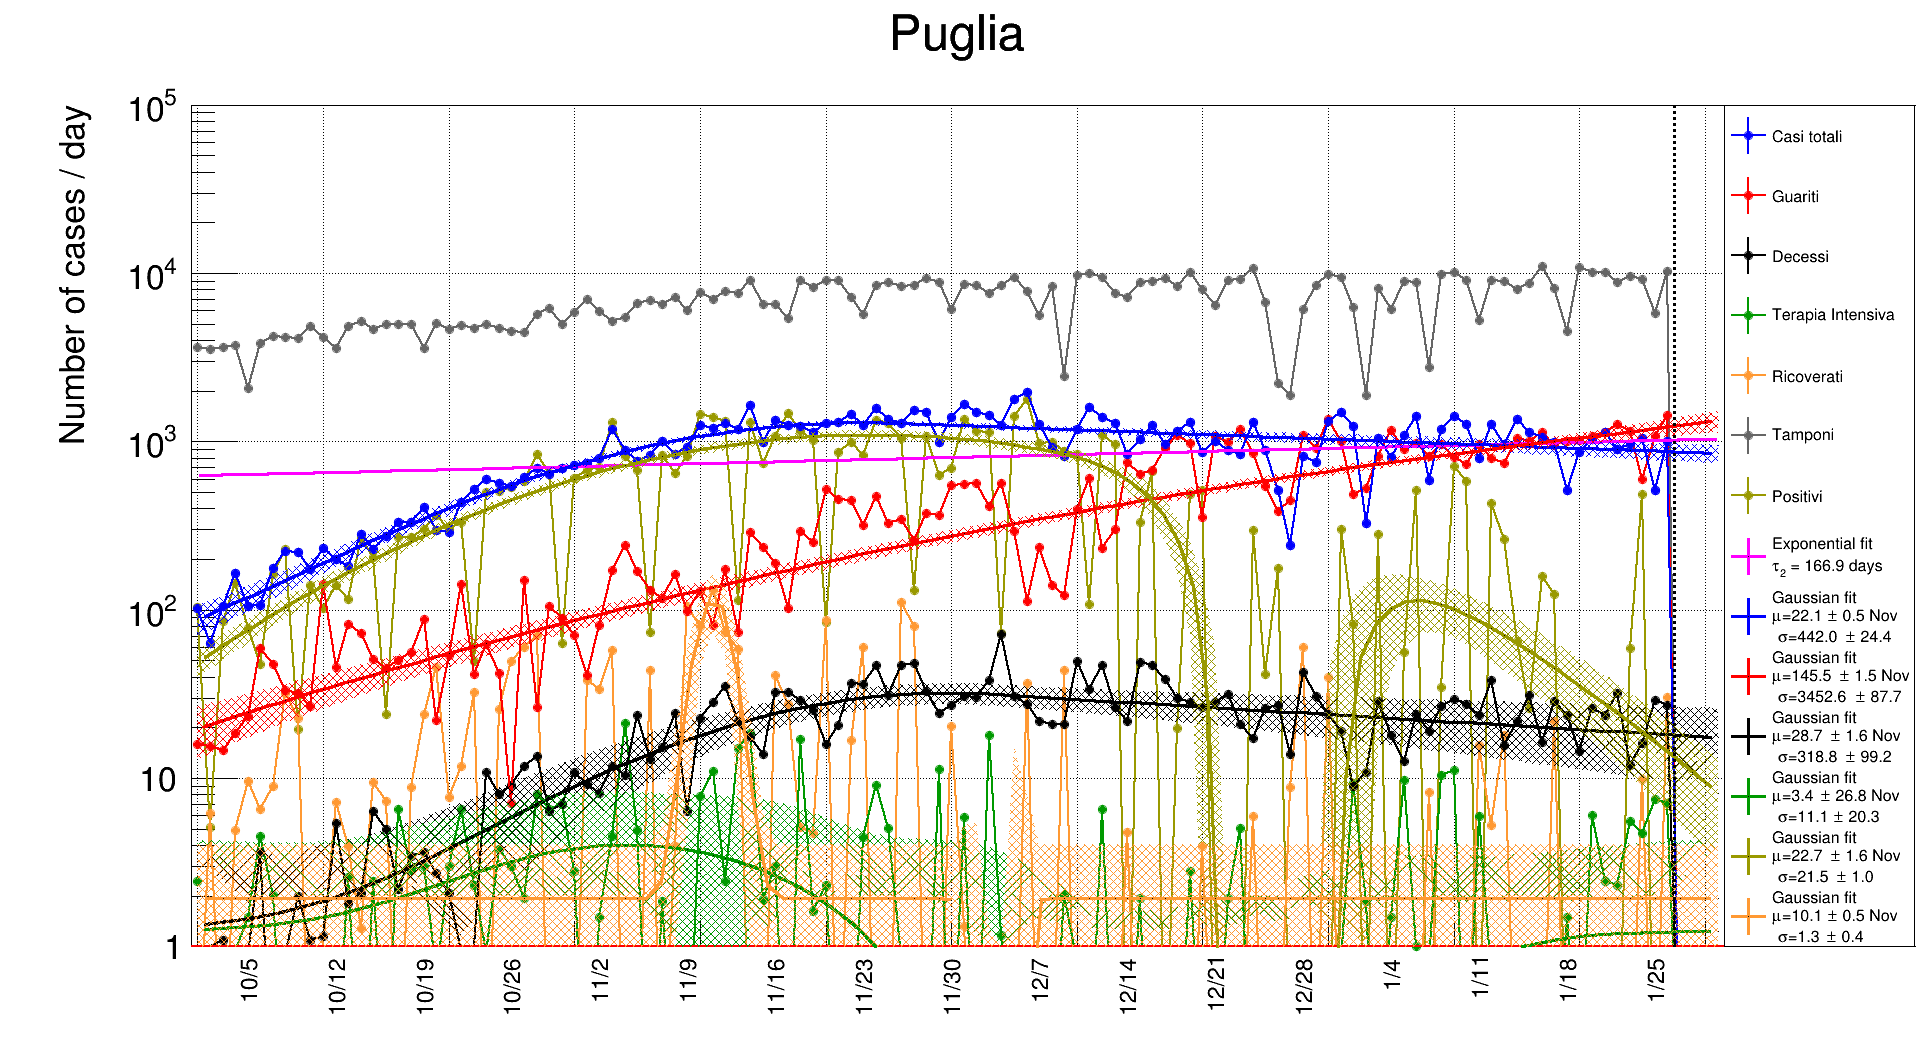 Puglia
Number of cases / day
10^5
10^4
10^3
10^2
10
1
10/5
10/12
10/19
10/26
11/2
11/9
11/16
11/23
11/30
12/7
12/14
12/21
12/28
1/4
1/11
1/18
1/25
Casi totali
Guariti
Decessi
Terapia Intensiva
Ricoverati
Tamponi
Positivi
Exponential fit
τ₂ = 166.9 days
Gaussian fit
μ=22.1 ± 0.5 Nov
σ=442.0 ± 24.4
Gaussian fit
μ=145.5 ± 1.5 Nov
σ=3452.6 ± 87.7
Gaussian fit
μ=28.7 ± 1.6 Nov
σ=318.8 ± 99.2
Gaussian fit
μ=3.4 ± 26.8 Nov
σ=11.1 ± 20.3
Gaussian fit
μ=22.7 ± 1.6 Nov
σ=21.5 ± 1.0
Gaussian fit
μ=10.1 ± 0.5 Nov
σ=1.3 ± 0.4